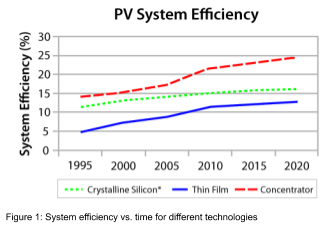 PV System Efficiency
System Efficiency (%)
30
25
20
15
10
5
0
1995 2000 2005 2010 2015 2020
Crystalline Silicon* Thin Film Concentrator
Figure 1: System efficiency vs. time for different technologies